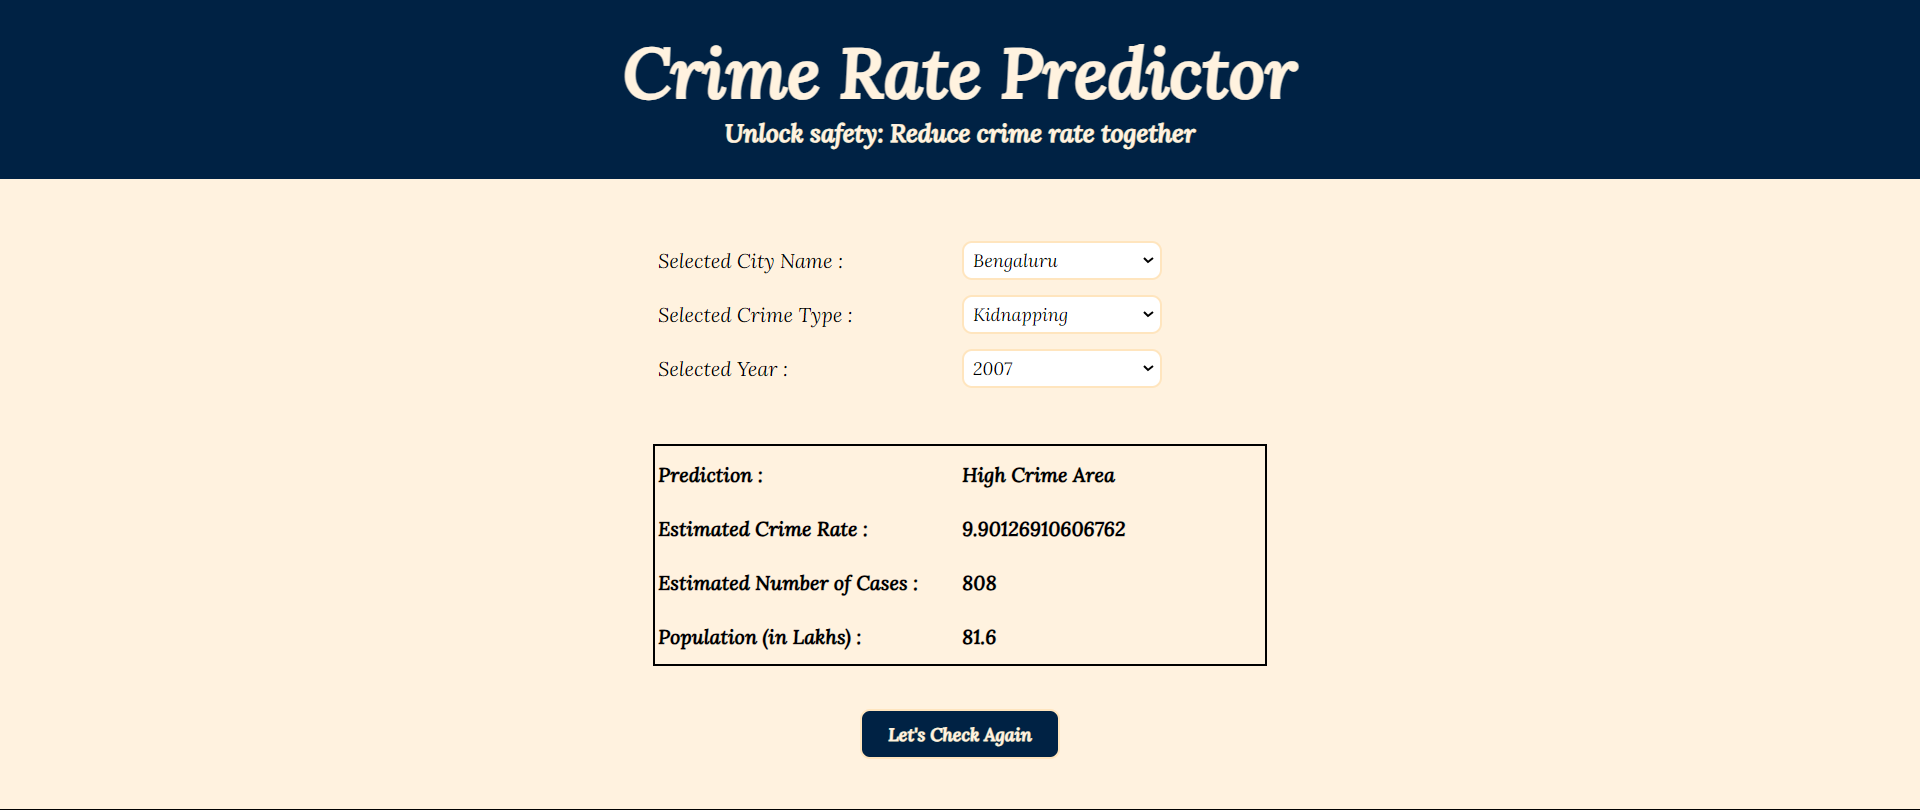 Crime Rate Predictor
Unlock safety: Reduce crime rate together
Selected City Name : Bengaluru
Selected Crime Type : Kidnapping
Selected Year : 2007
Prediction : High Crime Area
Estimated Crime Rate : 9.90126910606762
Estimated Number of Cases : 808
Population (in Lakhs) : 81.6
Let's Check Again